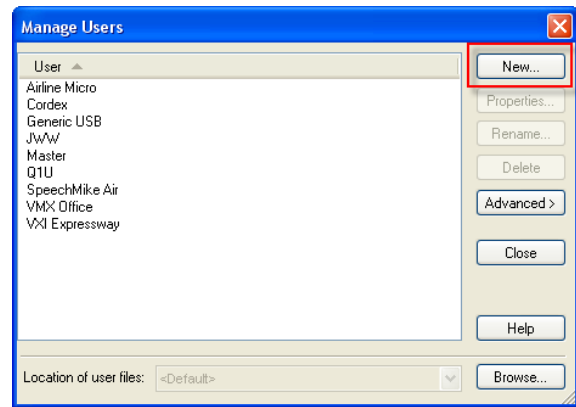 Manage Users
User
Airline Micro
Cordex
Generic USB
JWW
Master
Q1U
SpeechMike Air
VMX Office
VXI Expressway
New...
Properties...
Rename...
Delete
Advanced >
Close
Help
Location of user files: <Default>
Browse...